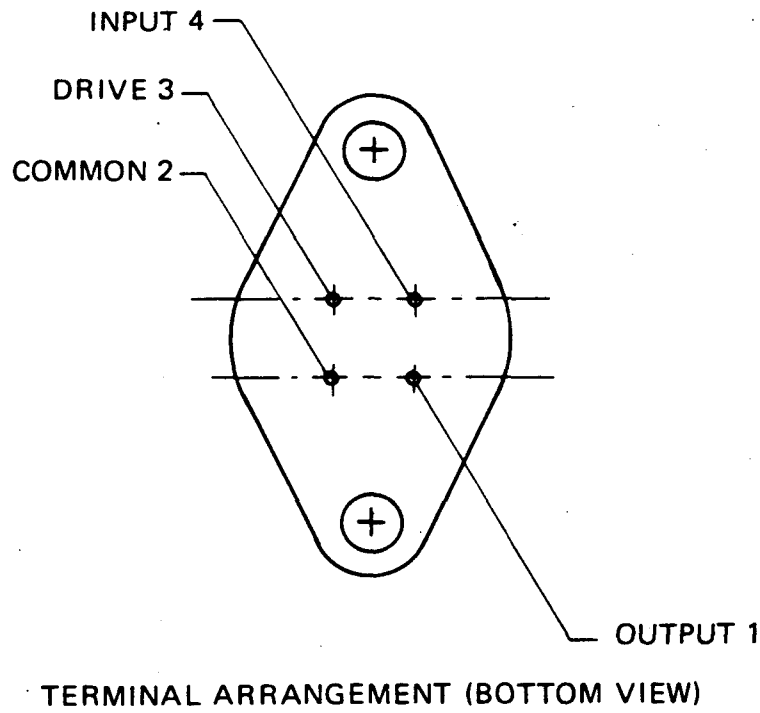 INPUT 4
DRIVE 3
COMMON 2
OUTPUT 1
TERMINAL ARRANGEMENT (BOTTOM VIEW)